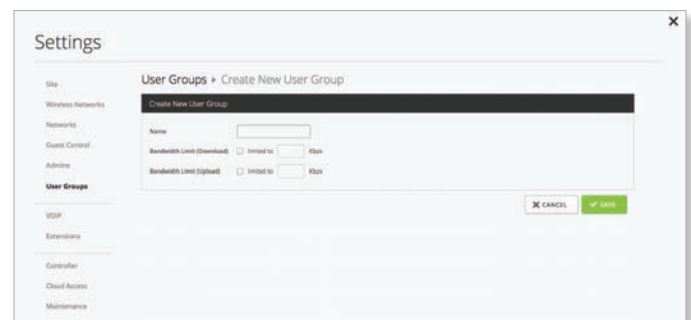 Settings
Site
Wireless Networks
Networks
Guest Control
Admins
User Groups
VOIP
Extensions
Controller
Cloud Access
Maintenance
User Groups ▸ Create New User Group
Create New User Group
Name
Bandwidth Limit (Download) limited to Kbps
Bandwidth Limit (Upload) limited to Kbps
CANCEL SAVE